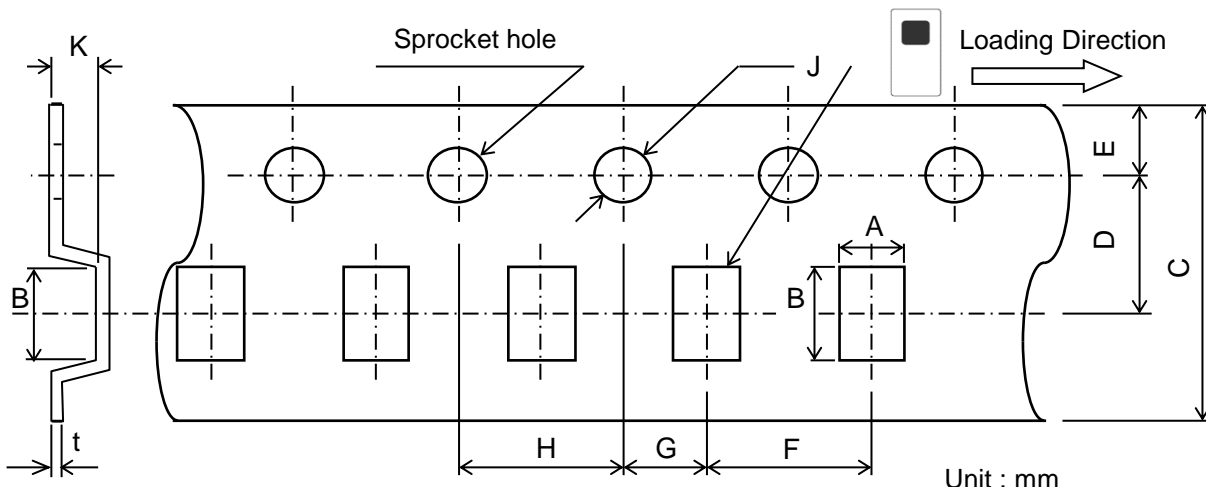 K
Sprocket hole
J
Loading Direction
E
A
D
B
B
C
t
H
G
F
Unit : mm